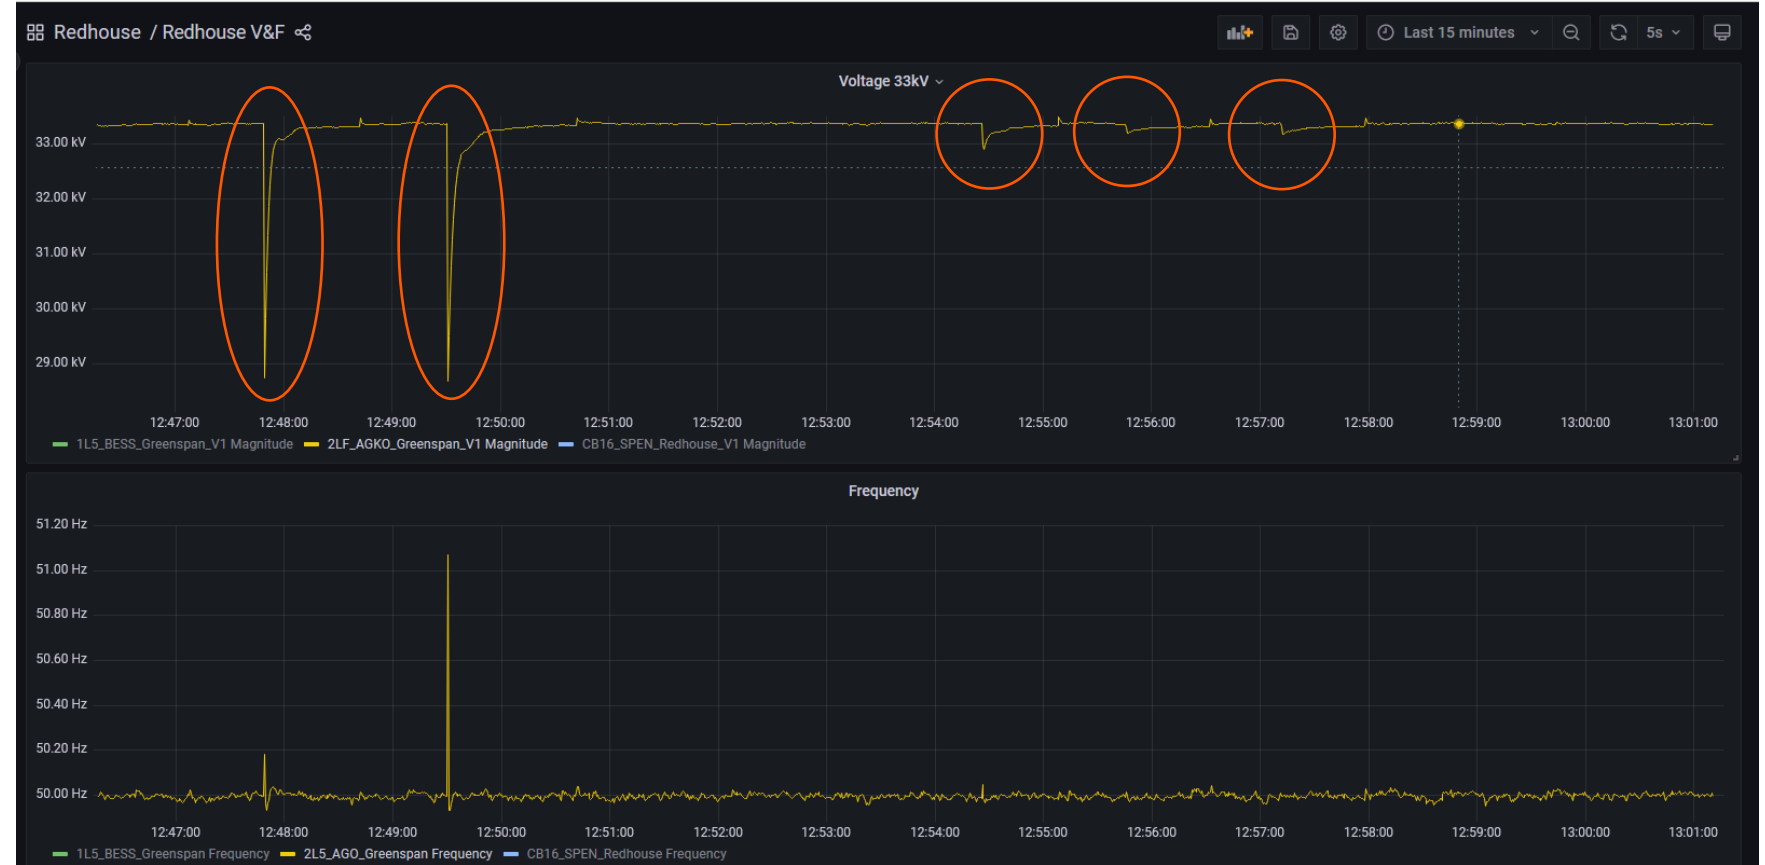 Redhouse / Redhouse V&F
Last 15 minutes
5s
Voltage 33kV
33.00 kV
32.00 kV
31.00 kV
30.00 kV
29.00 kV
12:47:00 12:48:00 12:49:00 12:50:00 12:51:00 12:52:00 12:53:00 12:54:00 12:55:00 12:56:00 12:57:00 12:58:00 12:59:00 13:00:00 13:01:00
1L5_BESS_Greenspan_V1 Magnitude 2LF_AGKO_Greenspan_V1 Magnitude CB16_SPEN_Redhouse_V1 Magnitude
Frequency
51.20 Hz
51.00 Hz
50.80 Hz
50.60 Hz
50.40 Hz
50.20 Hz
50.00 Hz
12:47:00 12:48:00 12:49:00 12:50:00 12:51:00 12:52:00 12:53:00 12:54:00 12:55:00 12:56:00 12:57:00 12:58:00 12:59:00 13:00:00 13:01:00
1L5_BESS_Greenspan Frequency 2L5_AGO_Greenspan Frequency CB16_SPEN_Redhouse Frequency